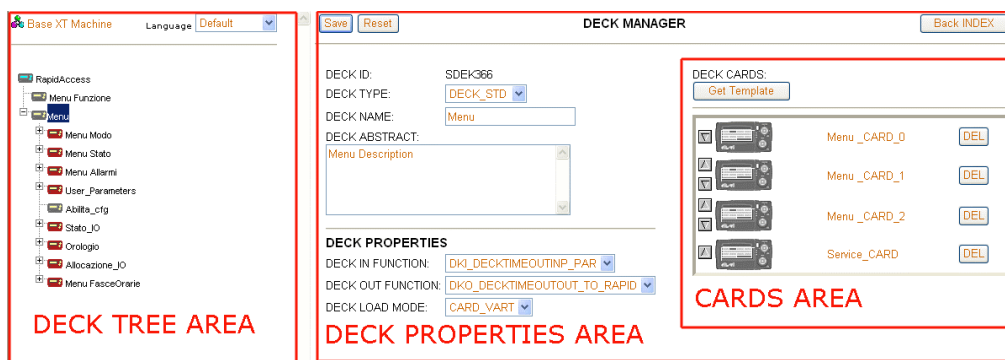 Base XT Machine Language Default
RapidAccess
Menu Funzione
Menu
Menu Modo
Menu Stato
Menu Allarmi
User_Parameters
Abilita_cfg
Stato_IO
Orologio
Allocazione_IO
Menu FasceOrarie
DECK TREE AREA
Save Reset DECK MANAGER Back INDEX
DECK ID: SDEK366
DECK TYPE: DECK_STD
DECK NAME: Menu
DECK ABSTRACT:
Menu Description
DECK PROPERTIES
DECK IN FUNCTION: DKI_DECKTIMEOUTINP_PAR
DECK OUT FUNCTION: DKO_DECKTIMEOUTOUT_TO_RAPID
DECK LOAD MODE: CARD_VART
DECK PROPERTIES AREA
DECK CARDS:
Get Template
Menu _CARD_0 DEL
Menu _CARD_1 DEL
Menu _CARD_2 DEL
Service_CARD DEL
CARDS AREA